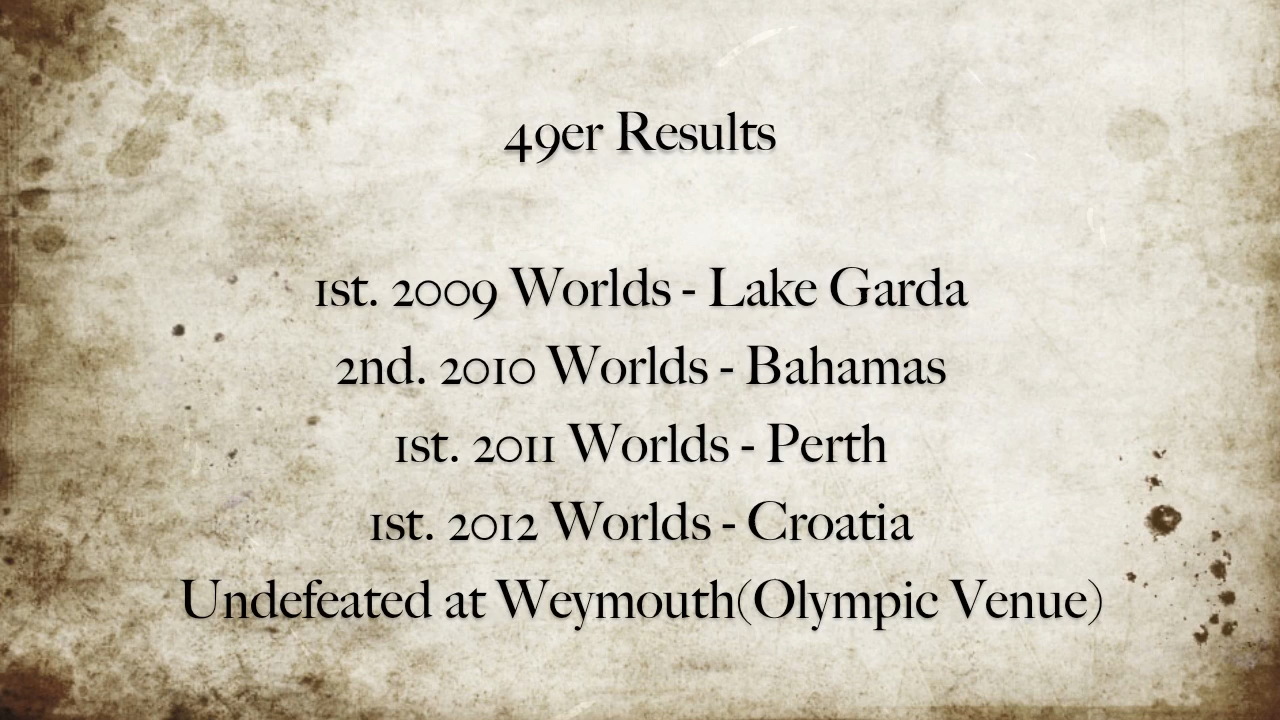 49er Results
1st. 2009 Worlds - Lake Garda
2nd. 2010 Worlds - Bahamas
1st. 2011 Worlds - Perth
1st. 2012 Worlds - Croatia
Undefeated at Weymouth(Olympic Venue)